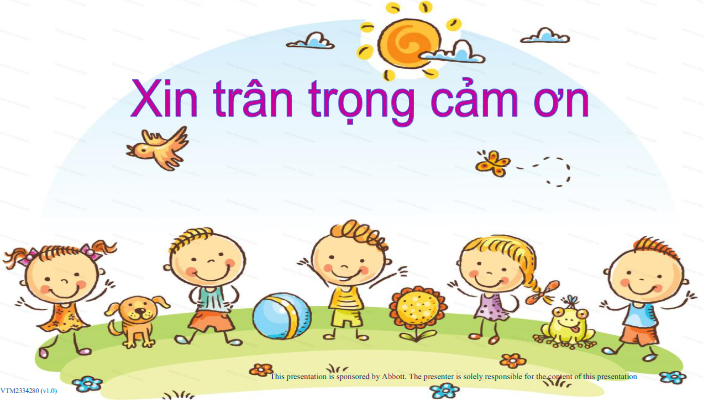 Xin trân trọng cảm ơn
This presentation is sponsored by Abbott. The presenter is solely responsible for the content of this presentation
VTM2334280 (v1.0)